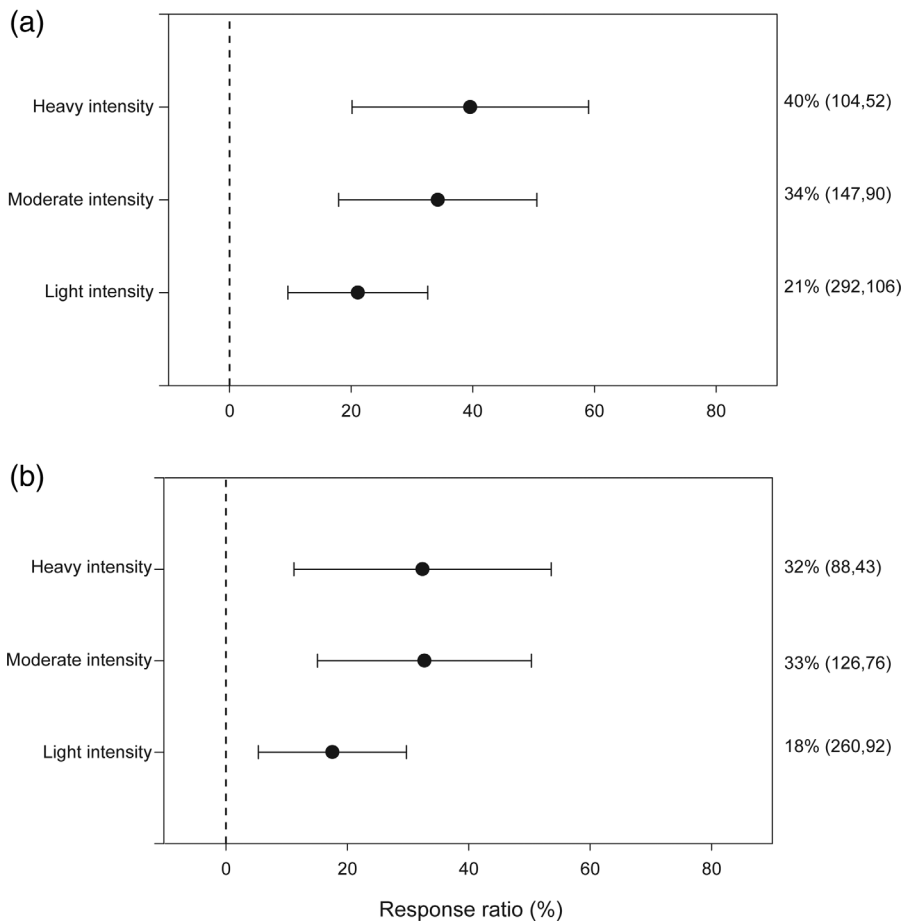 (a)
Heavy intensity 40% (104,52)
Moderate intensity 34% (147,90)
Light intensity 21% (292,106)
0 20 40 60 80
(b)
Heavy intensity 32% (88,43)
Moderate intensity 33% (126,76)
Light intensity 18% (260,92)
0 20 40 60 80
Response ratio (%)